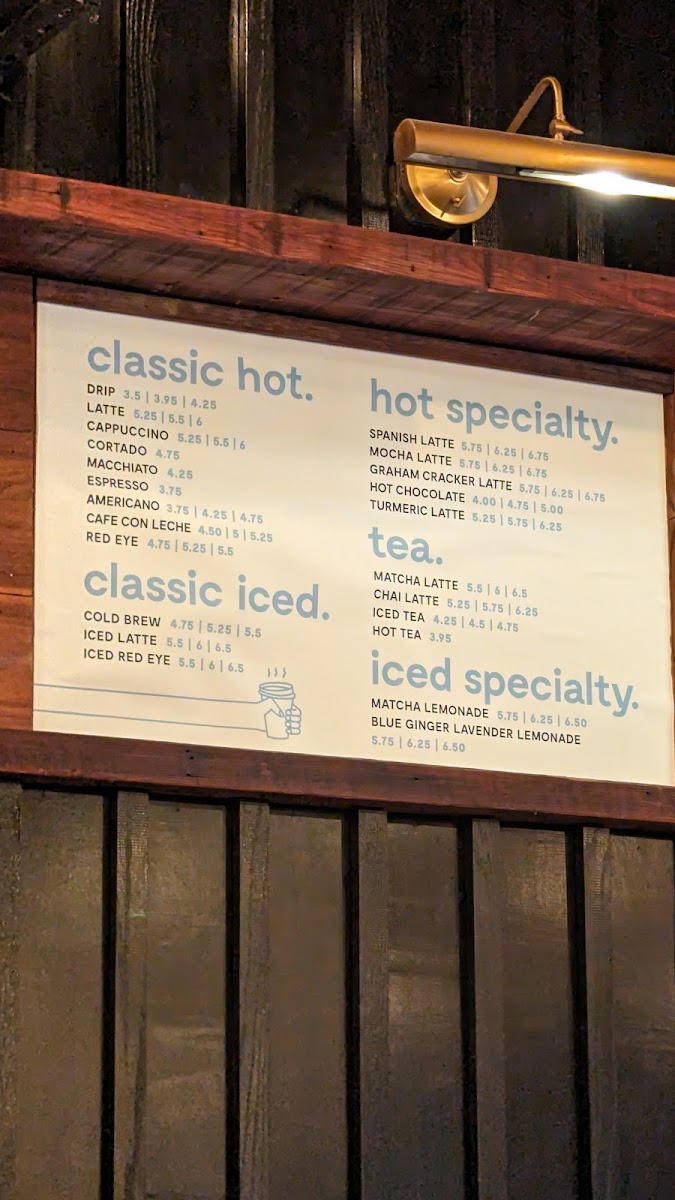 classic hot.
DRIP 3.5 | 3.95 | 4.25
LATTE 5.25 | 5.5 | 6
CAPPUCCINO 5.25 | 5.5 | 6
CORTADO 4.75
MACCHIATO 4.25
ESPRESSO 3.75
AMERICANO 3.75 | 4.25 | 4.75
CAFE CON LECHE 4.50 | 5 | 5.25
RED EYE 4.75 | 5.25 | 5.5
classic iced.
COLD BREW 4.75 | 5.25 | 5.5
ICED LATTE 5.5 | 6 | 6.5
ICED RED EYE 5.5 | 6 | 6.5
hot specialty.
SPANISH LATTE 5.75 | 6.25 | 6.75
MOCHA LATTE 5.75 | 6.25 | 6.75
GRAHAM CRACKER LATTE 5.75 | 6.25 | 6.75
HOT CHOCOLATE 4.00 | 4.75 | 5.00
TURMERIC LATTE 5.25 | 5.75 | 6.25
tea.
MATCHA LATTE 5.5 | 6 | 6.5
CHAI LATTE 5.25 | 5.75 | 6.25
ICED TEA 4.25 | 4.5 | 4.75
HOT TEA 3.95
iced specialty.
MATCHA LEMONADE 5.75 | 6.25 | 6.50
BLUE GINGER LAVENDER LEMONADE
5.75 | 6.25 | 6.50